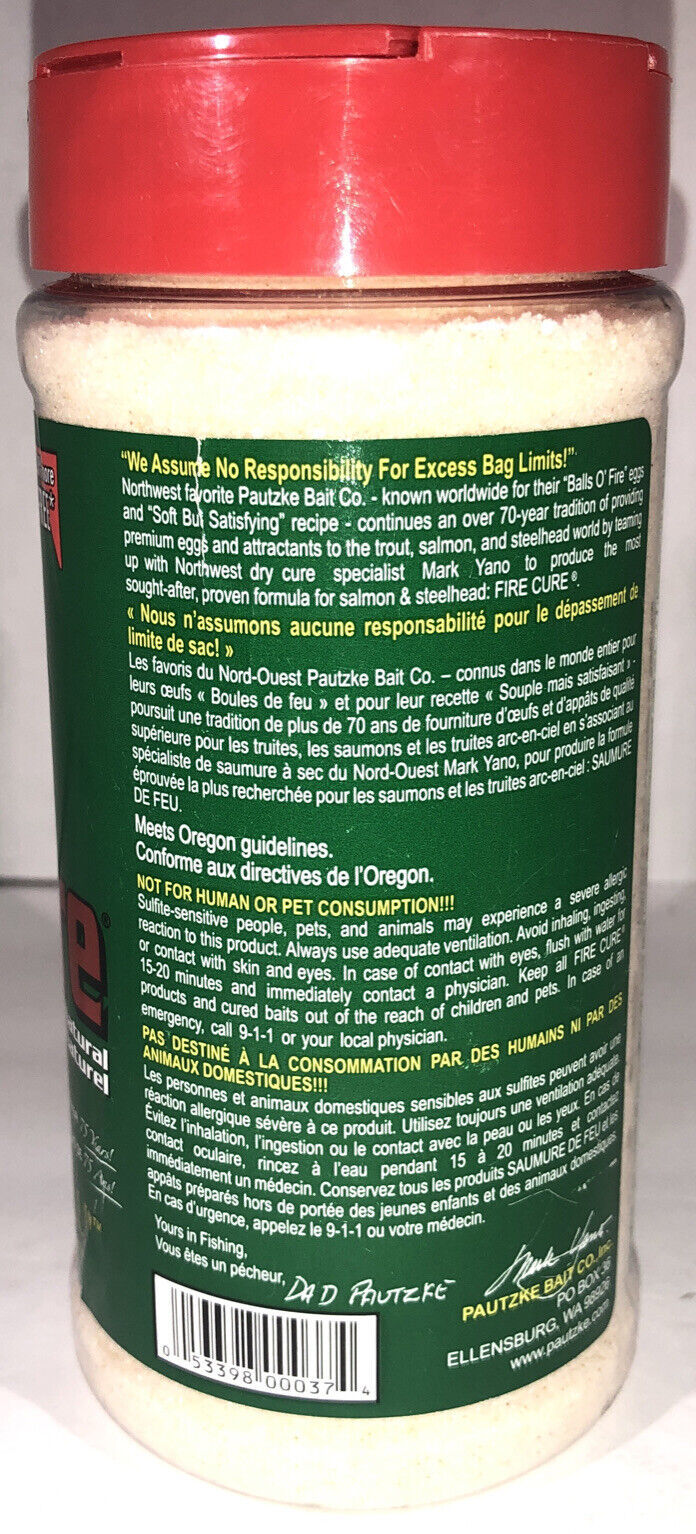 "We Assume No Responsibility For Excess Bag Limits!"
Northwest favorite Pautzke Bait Co. - known worldwide for their "Balls O' Fire" eggs
and "Soft But Satisfying" recipe - continues an over 70-year tradition of providing
premium eggs and attractants to the trout, salmon, and steelhead world by teaming
up with Northwest dry cure specialist Mark Yano to produce the most
sought-after, proven formula for salmon & steelhead: FIRE CURE ®.
« Nous n'assumons aucune responsabilité pour le dépassement de
limite de sac! »
Les favoris du Nord-Ouest Pautzke Bait Co. – connus dans le monde entier pour
leurs œufs « Boules de feu » et pour leur recette « Souple mais satisfaisant » -
poursuit une tradition de plus de 70 ans de fourniture d'œufs et d'appâts de qualité
supérieure pour les truites, les saumons et les truites arc-en-ciel en s'associant au
spécialiste de saumure à sec du Nord-Ouest Mark Yano, pour produire la formule
éprouvée la plus recherchée pour les saumons et les truites arc-en-ciel : SAUMURE
DE FEU.
Meets Oregon guidelines.
Conforme aux directives de l'Oregon.
NOT FOR HUMAN OR PET CONSUMPTION!!!
Sulfite-sensitive people, pets, and animals may experience a severe allergic
reaction to this product. Always use adequate ventilation. Avoid inhaling, ingesting,
or contact with skin and eyes. In case of contact with eyes, flush with water for
15-20 minutes and immediately contact a physician. Keep all FIRE CURE®
products and cured baits out of the reach of children and pets. In case of an
emergency, call 9-1-1 or your local physician.
PAS DESTINÉ À LA CONSOMMATION PAR DES HUMAINS NI PAR DES
ANIMAUX DOMESTIQUES!!!
Les personnes et animaux domestiques sensibles aux sulfites peuvent avoir une
réaction allergique sévère à ce produit. Utilisez toujours une ventilation adéquate.
Évitez l'inhalation, l'ingestion ou le contact avec la peau ou les yeux. En cas de
contact oculaire, rincez à l'eau pendant 15 à 20 minutes et contactez
immédiatement un médecin. Conservez tous les produits SAUMURE DE FEU et les
appâts préparés hors de portée des jeunes enfants et des animaux domestiques.
En cas d'urgence, appelez le 9-1-1 ou votre médecin.
Yours in Fishing,
Vous êtes un pécheur,
DAD PAUTZKE
Mark Yano
PAUTZKE BAIT CO. Inc.
PO BOX 36
ELLENSBURG, WA 98926
www.pautzke.com
0 53398 00037 4
e®